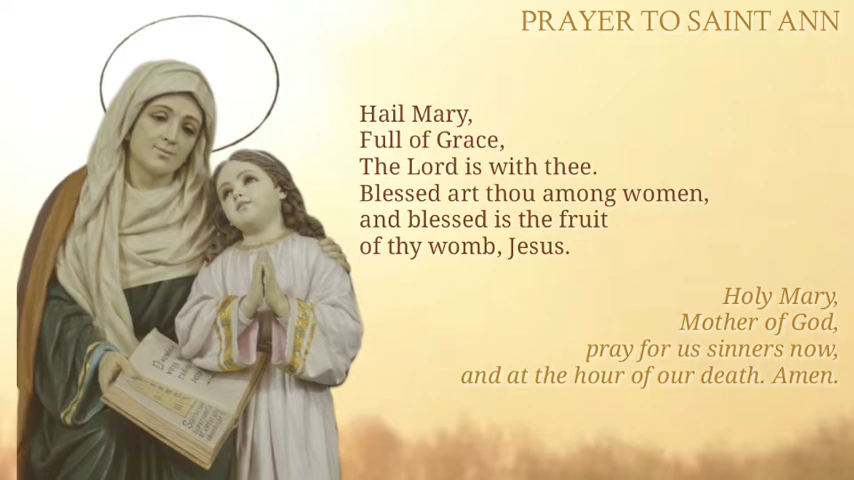 PRAYER TO SAINT ANN
Hail Mary,
Full of Grace,
The Lord is with thee.
Blessed art thou among women,
and blessed is the fruit
of thy womb, Jesus.
Holy Mary,
Mother of God,
pray for us sinners now,
and at the hour of our death. Amen.